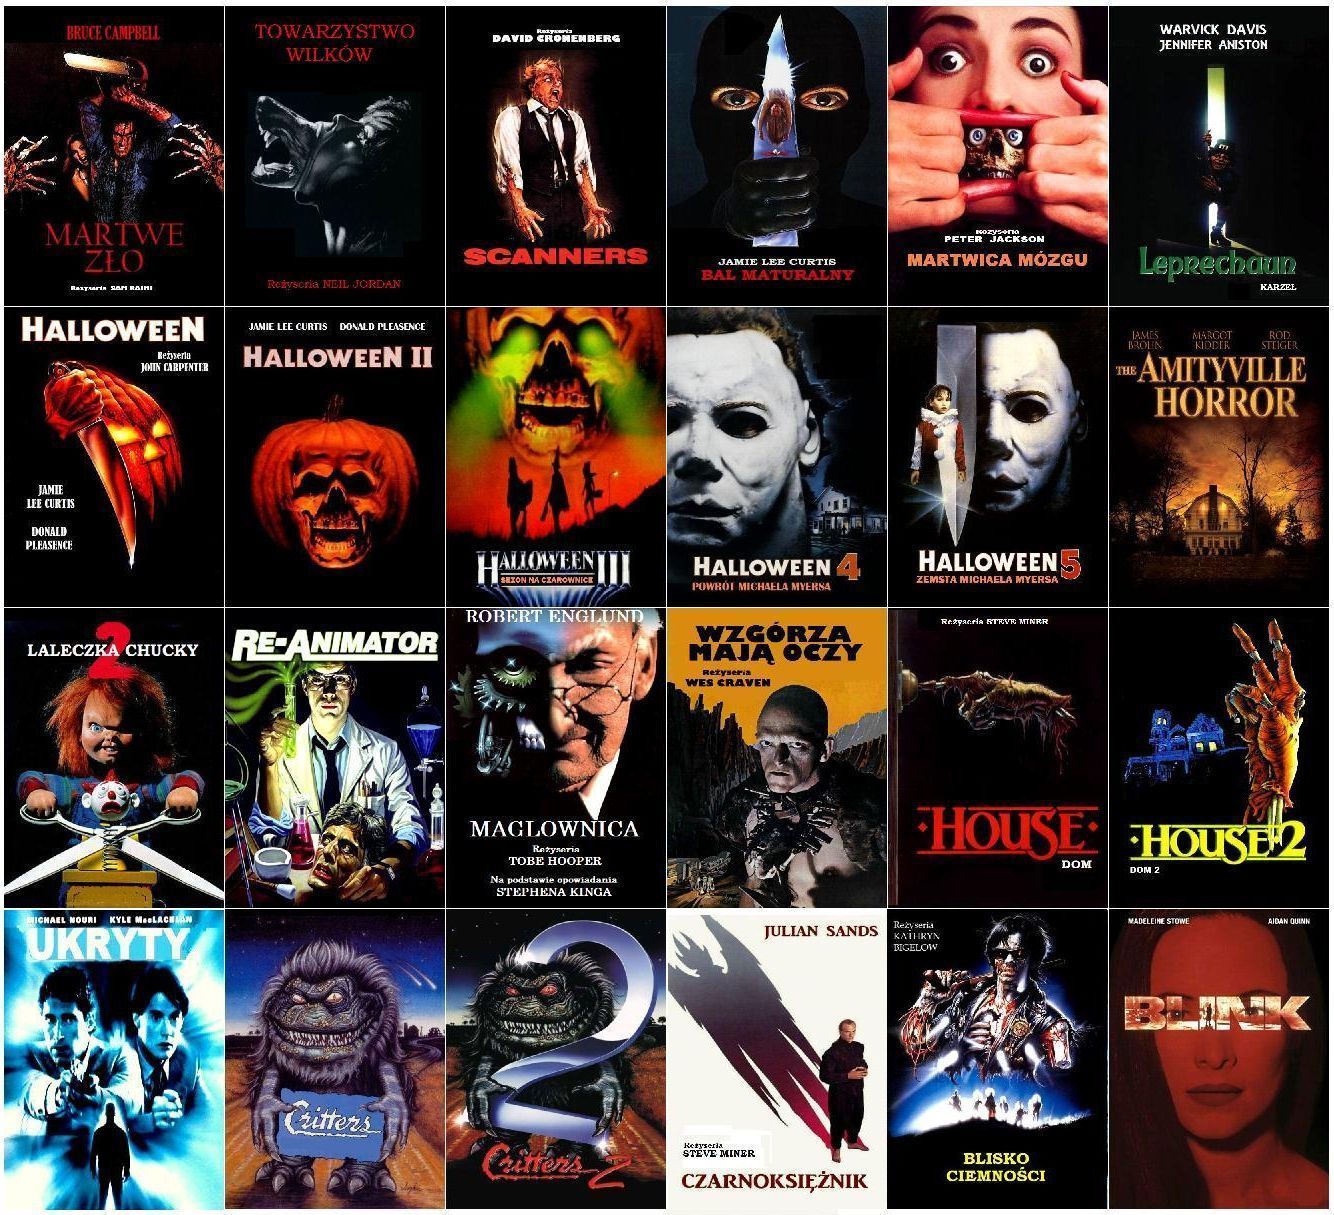 BRUCE CAMPBELL
MARTWE
ZŁO
Reżyseria SAM RAIMI
TOWARZYSTWO
WILKÓW
Reżyseria NEIL JORDAN
Reżyseria
DAVID CRONENBERG
SCANNERS
JAMIE LEE CURTIS
BAL MATURALNY
Reżyseria
PETER JACKSON
MARTWICA MÓZGU
WARVICK DAVIS
JENNIFER ANISTON
Leprechaun
KARZEŁ
HALLOWEEN
Reżyseria
JOHN CARPENTER
JAMIE
LEE CURTIS
DONALD
PLEASENCE
JAMIE LEE CURTIS DONALD PLEASENCE
HALLOWEEN II
HALLOWEEN III
SEZON NA CZAROWNICE
HALLOWEEN 4
POWRÓT MICHAELA MYERSA
HALLOWEEN 5
ZEMSTA MICHAELA MYERSA
JAMES BROLIN
MARGOT KIDDER
ROD STEIGER
THE AMITYVILLE
HORROR
2
LALECZKA CHUCKY
RE-ANIMATOR
ROBERT ENGLUND
MAGLOWNICA
Reżyseria
TOBE HOOPER
Na podstawie opowiadania
STEPHENA KINGA
WZGÓRZA
MAJĄ OCZY
Reżyseria
WES CRAVEN
Reżyseria STEVE MINER
HOUSE
DOM
HOUSE 2
DOM 2
MICHAEL NOURI KYLE MacLACHLAN
UKRYTY
Critters
2
Critters 2
JULIAN SANDS
Reżyseria
STEVE MINER
CZARNOKSIĘŻNIK
Reżyseria
KATHRYN
BIGELOW
BLISKO
CIEMNOŚCI
MADELEINE STOWE AIDAN QUINN
BLINK